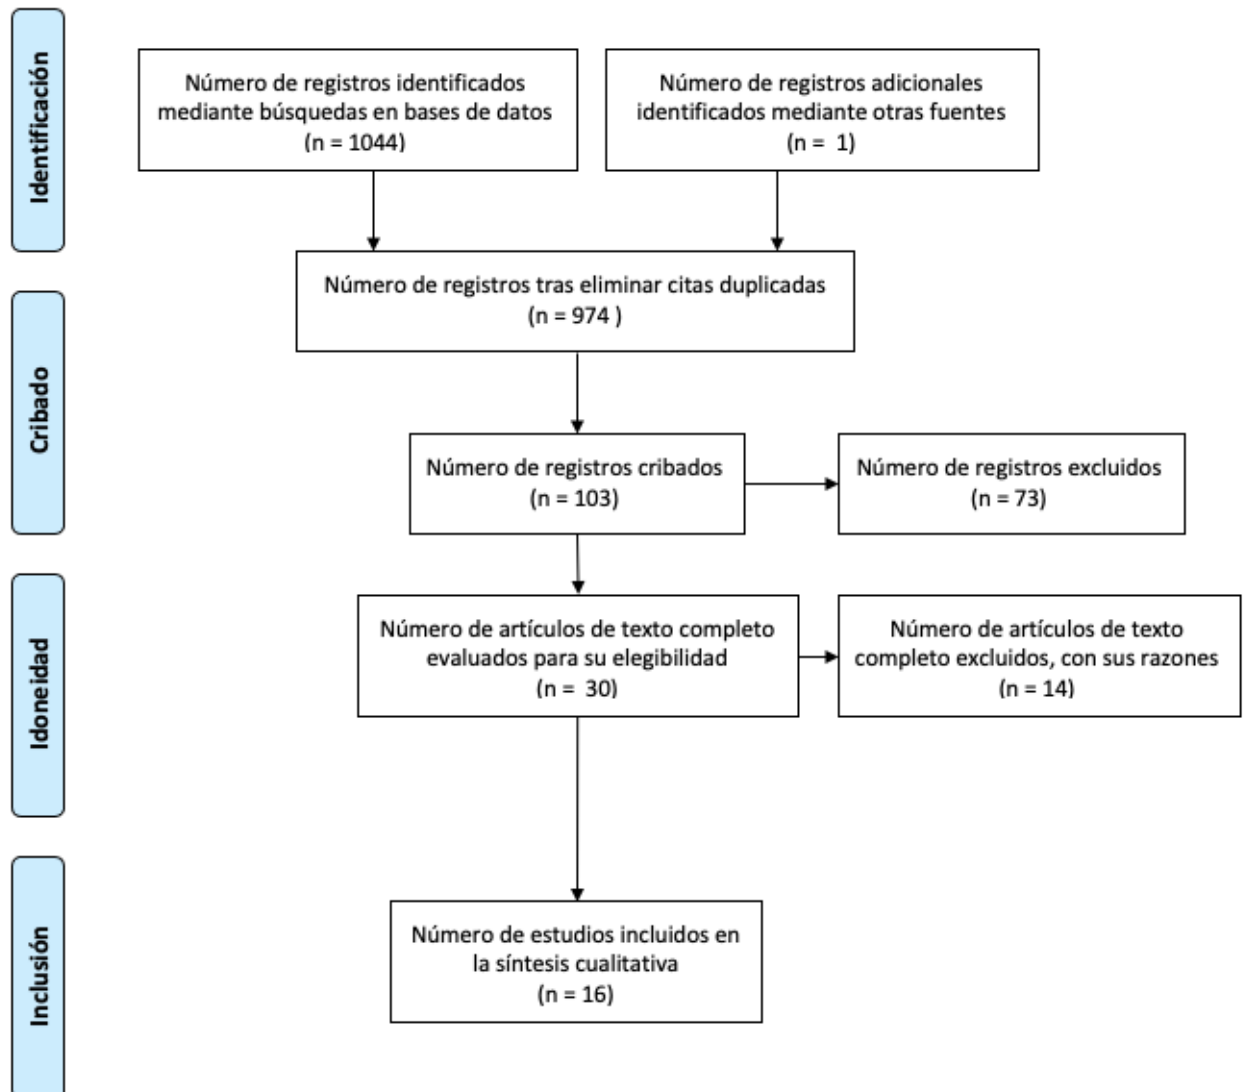 Identificación
Número de registros identificados
mediante búsquedas en bases de datos
(n = 1044)
Número de registros adicionales
identificados mediante otras fuentes
(n =  1)
Número de registros tras eliminar citas duplicadas
(n = 974 )
Cribado
Número de registros cribados
(n = 103)
Número de registros excluidos
(n = 73)
Idoneidad
Número de artículos de texto completo
evaluados para su elegibilidad
(n =  30)
Número de artículos de texto
completo excluidos, con sus razones
(n = 14)
Inclusión
Número de estudios incluidos en
la síntesis cualitativa
(n = 16)